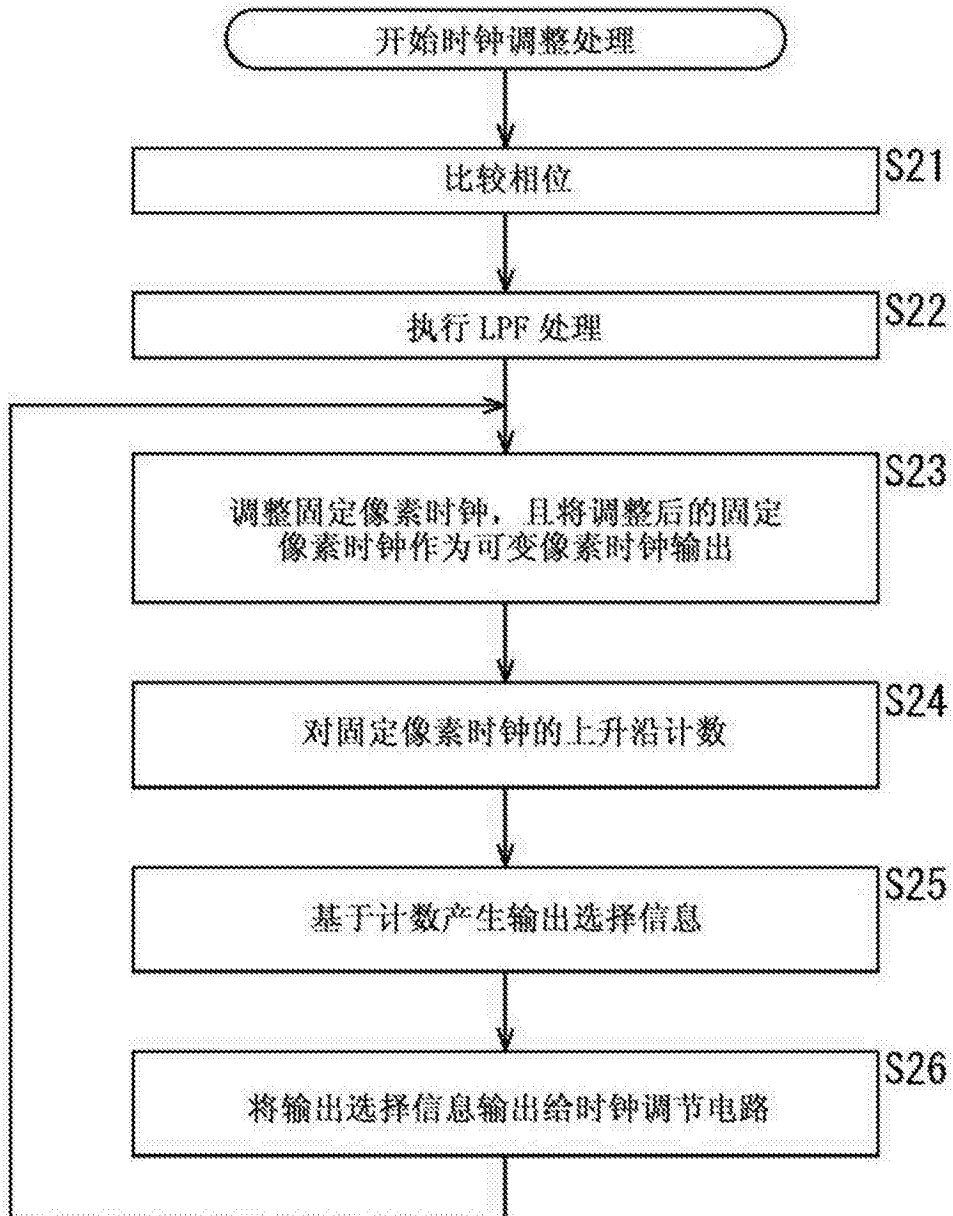 开始时钟调整处理
S21
比较相位
S22
执行 LPF 处理
S23
调整固定像素时钟，且将调整后的固定
像素时钟作为可变像素时钟输出
S24
对固定像素时钟的上升沿计数
S25
基于计数产生输出选择信息
S26
将输出选择信息输出给时钟调节电路